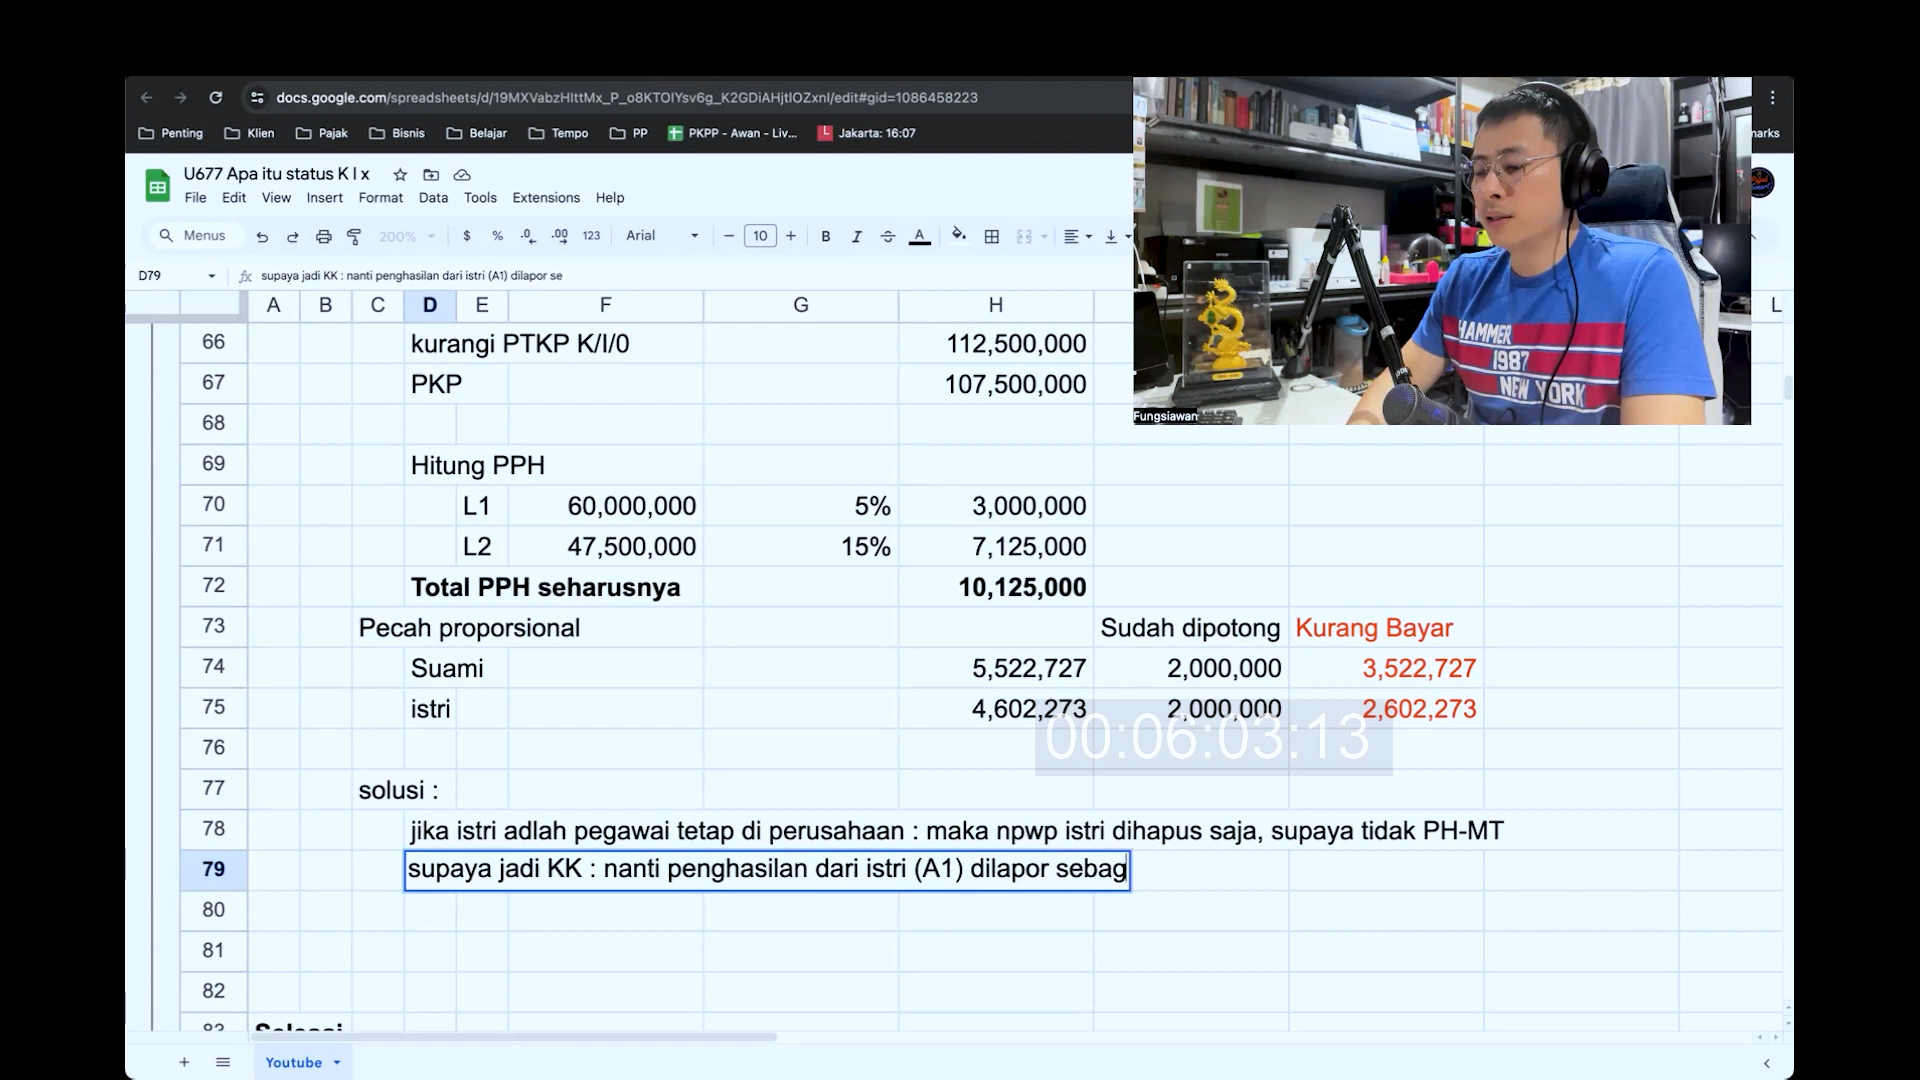 docs.google.com/spreadsheets/d/19MXVabzHIttMx_P_o8KTOIYsv6g_K2GDiAHjtlOZxnI/edit#gid=1086458223
Penting Klien Pajak Bisnis Belajar Tempo PP PKPP - Awan - Liv... Jakarta: 16:07
marks
U677 Apa itu status K I x
File Edit View Insert Format Data Tools Extensions Help
Menus 200% $ % .0 .00 123 Arial 10 B I A
D79 fx supaya jadi KK : nanti penghasilan dari istri (A1) dilapor se
A B C D E F G H L
66 kurangi PTKP K/I/0 112,500,000
67 PKP 107,500,000
68
69 Hitung PPH
70 L1 60,000,000 5% 3,000,000
71 L2 47,500,000 15% 7,125,000
72 Total PPH seharusnya 10,125,000
73 Pecah proporsional Sudah dipotong Kurang Bayar
74 Suami 5,522,727 2,000,000 3,522,727
75 istri 4,602,273 2,000,000 2,602,273
00:06:03:13
76
77 solusi :
78 jika istri adlah pegawai tetap di perusahaan : maka npwp istri dihapus saja, supaya tidak PH-MT
79 supaya jadi KK : nanti penghasilan dari istri (A1) dilapor sebag
80
81
82
83 Selesai
Youtube
HAMMER
1987
NEW YORK
Fungsiawan